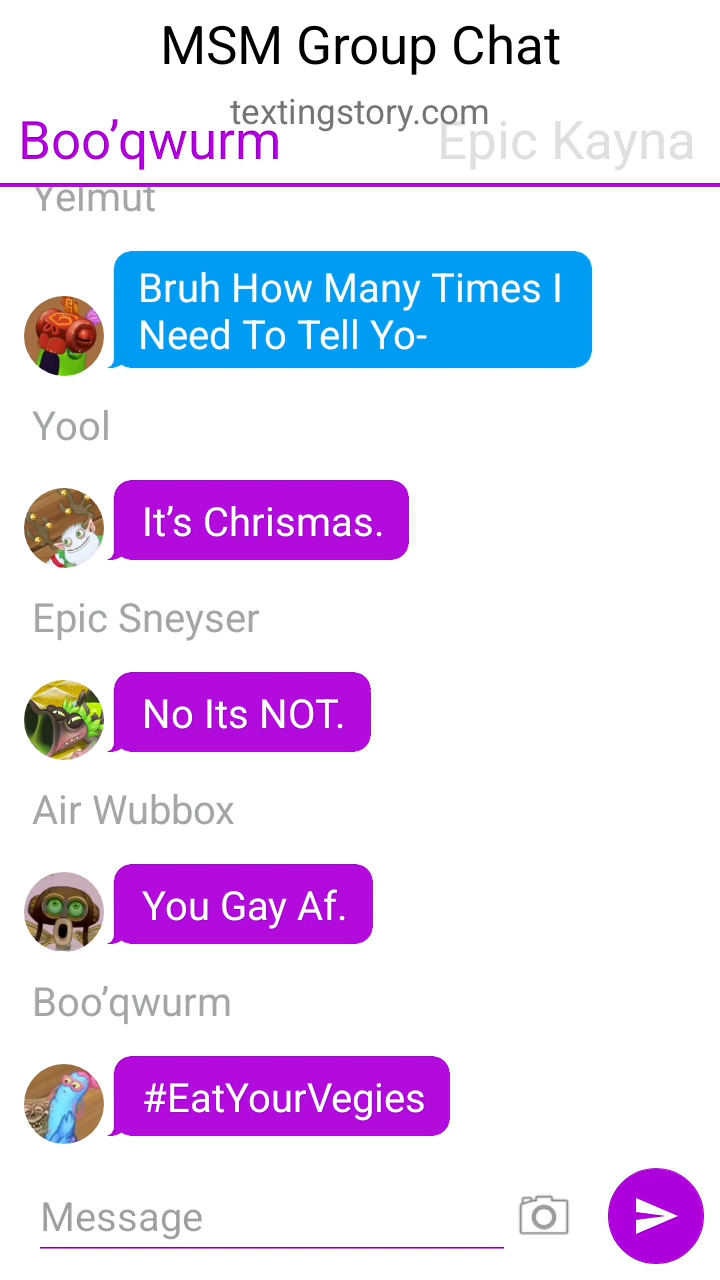 MSM Group Chat
textingstory.com
Boo’qwurm
Epic Kayna
Yelmut
Bruh How Many Times I
Need To Tell Yo-
Yool
It’s Chrismas.
Epic Sneyser
No Its NOT.
Air Wubbox
You Gay Af.
Boo’qwurm
#EatYourVegies
Message